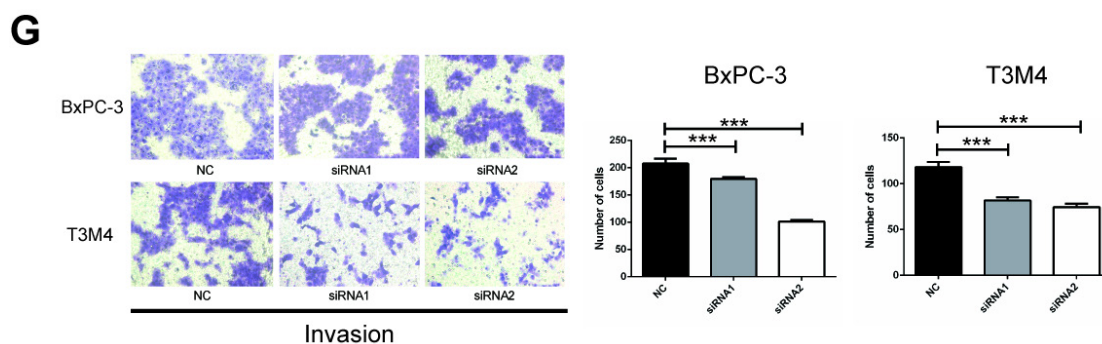 G
BxPC-3
NC siRNA1 siRNA2
T3M4
NC siRNA1 siRNA2
Invasion
BxPC-3
***
***
Number of cells
250
200
150
100
50
0
NC siRNA1 siRNA2
T3M4
***
***
Number of cells
150
100
50
0
NC siRNA1 siRNA2